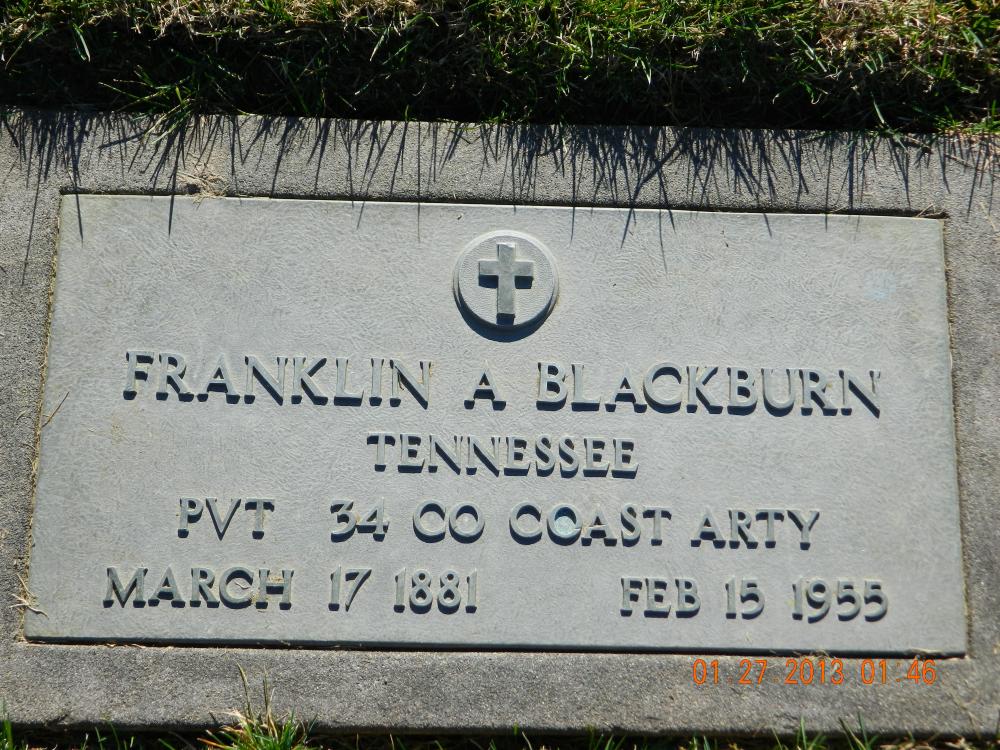 FRANKLIN A BLACKBURN
TENNESSEE
PVT 34 CO COAST ARTY
MARCH 17 1881 FEB 15 1955
01.27.2013 01:46